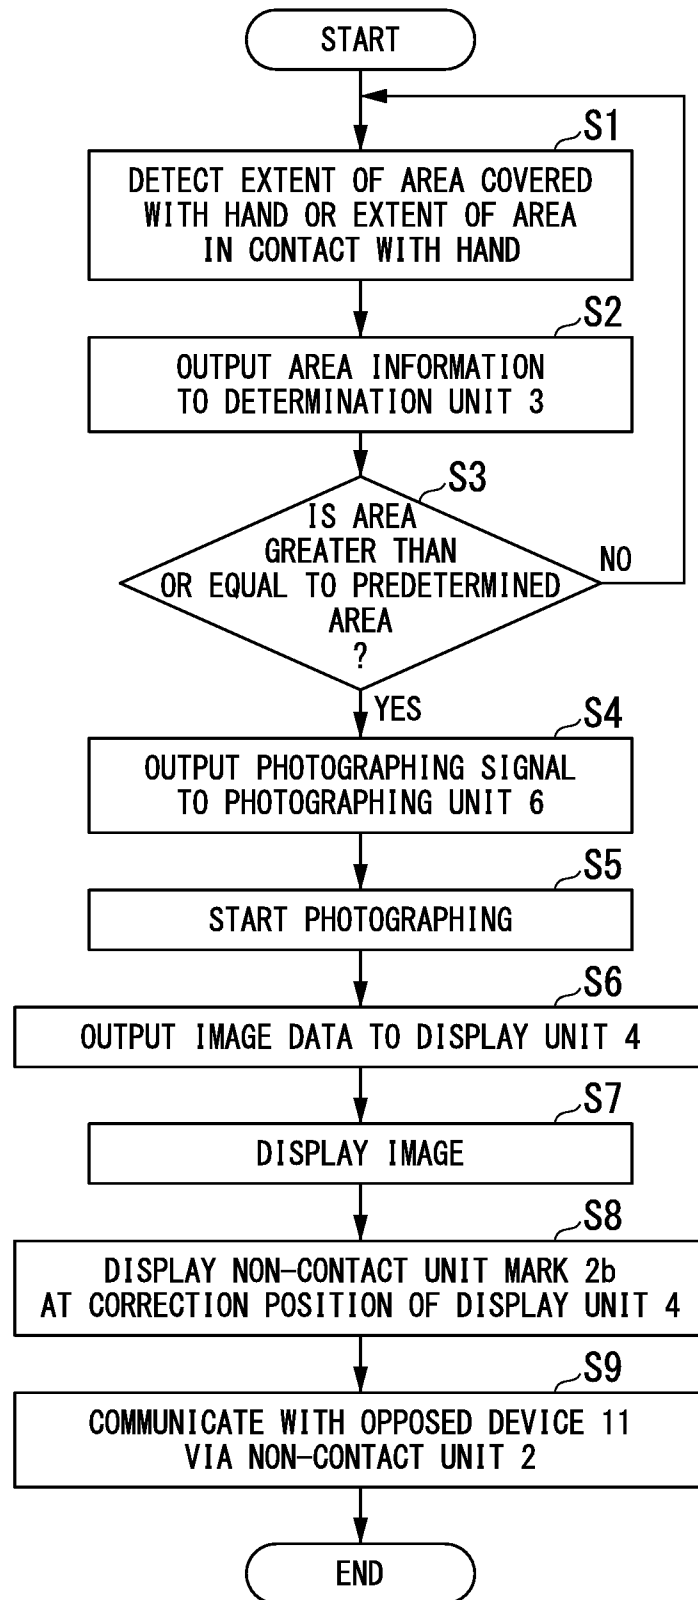 START
S1
DETECT EXTENT OF AREA COVERED
WITH HAND OR EXTENT OF AREA
IN CONTACT WITH HAND
S2
OUTPUT AREA INFORMATION
TO DETERMINATION UNIT 3
S3
IS AREA
GREATER THAN
OR EQUAL TO PREDETERMINED
AREA
?
NO
YES
S4
OUTPUT PHOTOGRAPHING SIGNAL
TO PHOTOGRAPHING UNIT 6
S5
START PHOTOGRAPHING
S6
OUTPUT IMAGE DATA TO DISPLAY UNIT 4
S7
DISPLAY IMAGE
S8
DISPLAY NON-CONTACT UNIT MARK 2b
AT CORRECTION POSITION OF DISPLAY UNIT 4
S9
COMMUNICATE WITH OPPOSED DEVICE 11
VIA NON-CONTACT UNIT 2
END